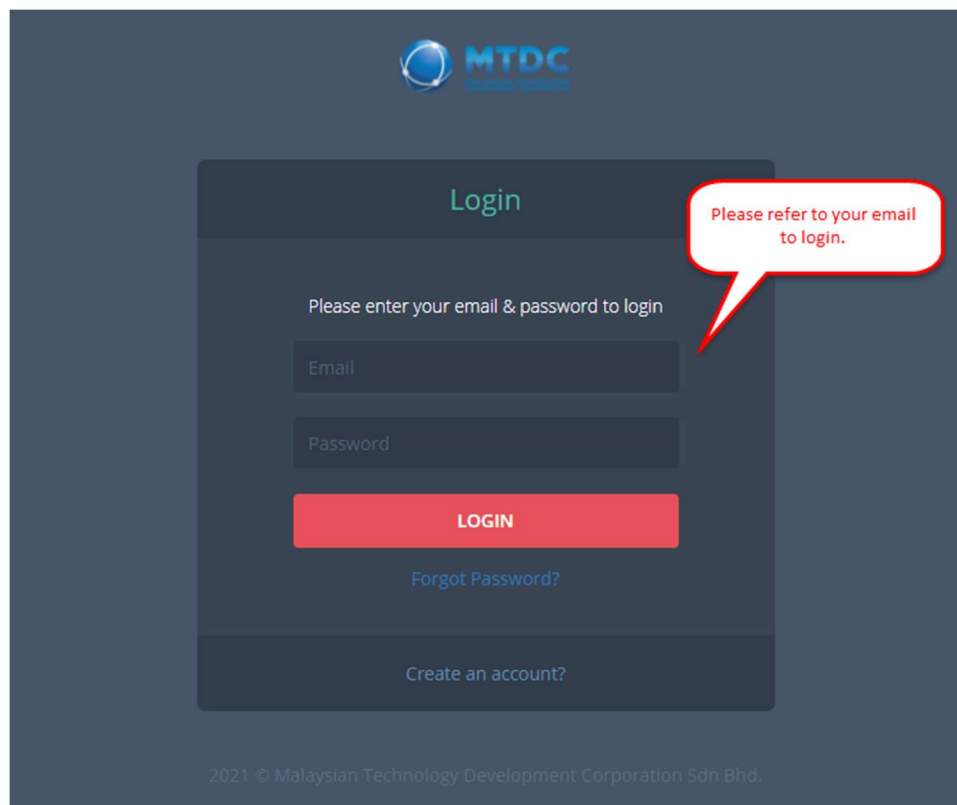 MTDC
Login
Please refer to your email
to login.
Please enter your email & password to login
Email
Password
LOGIN
Forgot Password?
Create an account?
2021 © Malaysian Technology Development Corporation Sdn Bhd.